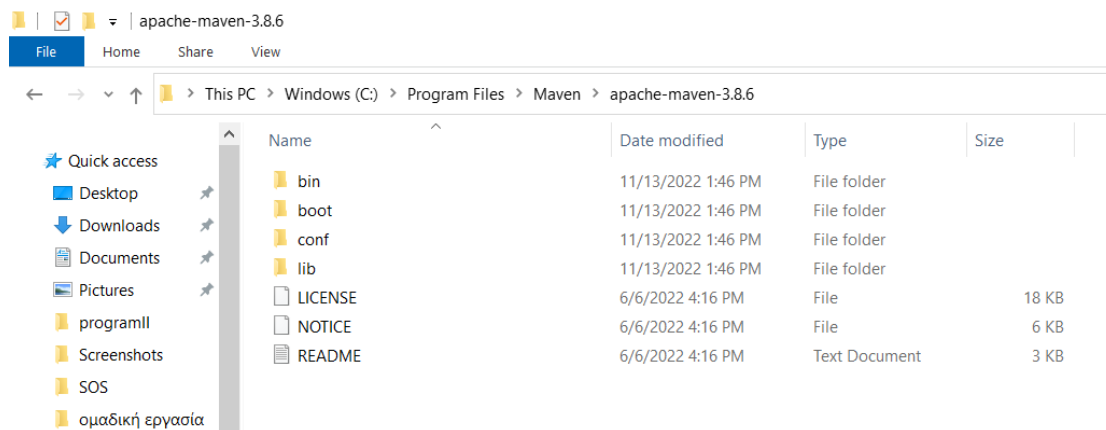 apache-maven-3.8.6
File Home Share View
This PC > Windows (C:) > Program Files > Maven > apache-maven-3.8.6
Name Date modified Type Size
Quick access
Desktop
Downloads
Documents
Pictures
programII
Screenshots
SOS
ομαδική εργασία
bin 11/13/2022 1:46 PM File folder
boot 11/13/2022 1:46 PM File folder
conf 11/13/2022 1:46 PM File folder
lib 11/13/2022 1:46 PM File folder
LICENSE 6/6/2022 4:16 PM File 18 KB
NOTICE 6/6/2022 4:16 PM File 6 KB
README 6/6/2022 4:16 PM Text Document 3 KB